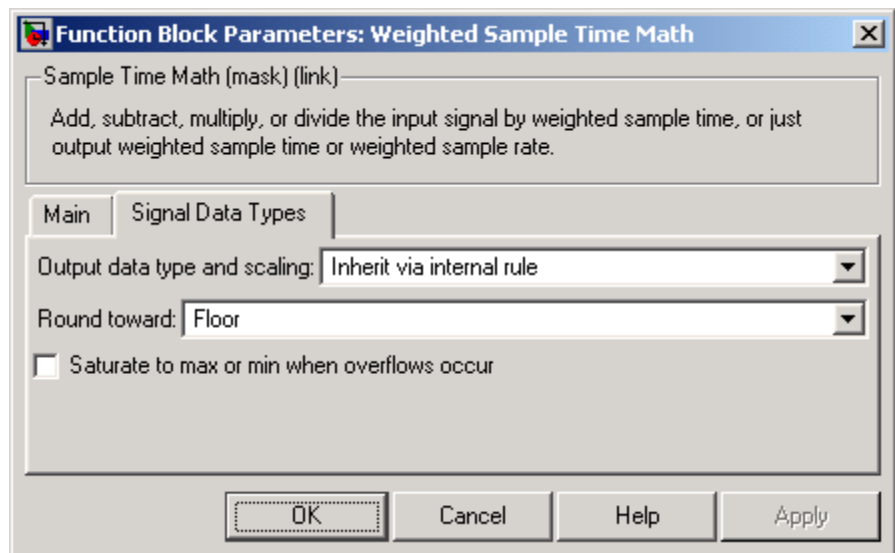 Function Block Parameters: Weighted Sample Time Math
Sample Time Math (mask) (link)
Add, subtract, multiply, or divide the input signal by weighted sample time, or just
output weighted sample time or weighted sample rate.
Main Signal Data Types
Output data type and scaling: Inherit via internal rule
Round toward: Floor
Saturate to max or min when overflows occur
OK Cancel Help Apply